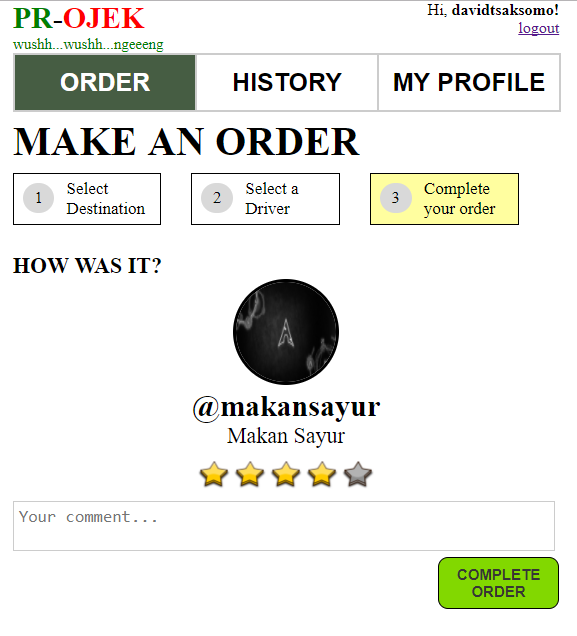 PR-OJEK
Hi, davidtsaksomo!
wushh...wushh...ngeeeng
logout
ORDER
HISTORY
MY PROFILE
MAKE AN ORDER
1
Select
Destination
2
Select a
Driver
3
Complete
your order
HOW WAS IT?
@makansayur
Makan Sayur
Your comment...
COMPLETE
ORDER